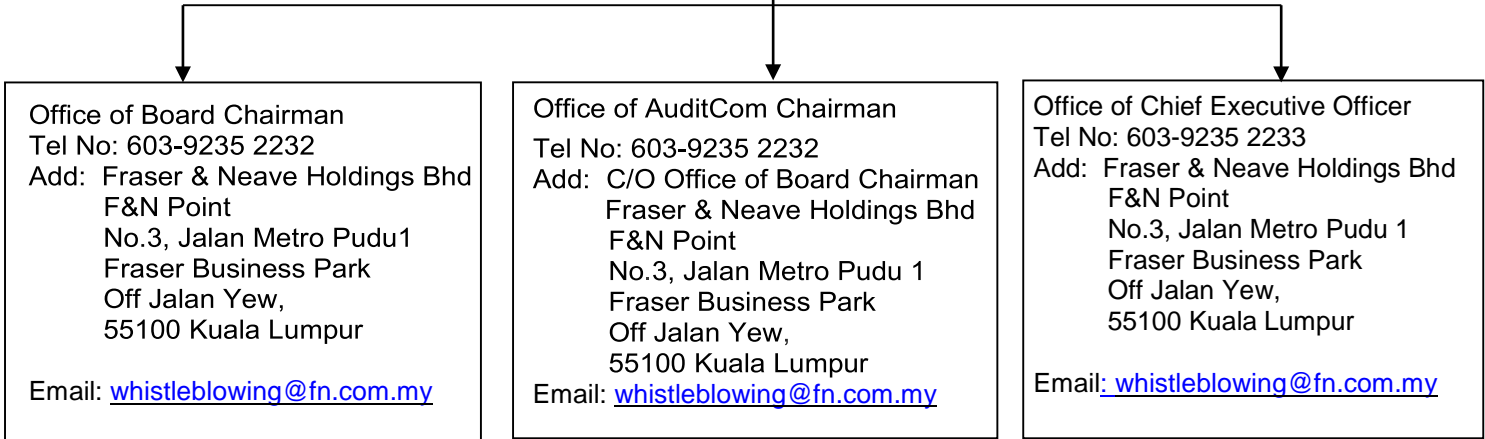 Office of Board Chairman
Tel No: 603-9235 2232
Add: Fraser & Neave Holdings Bhd
F&N Point
No.3, Jalan Metro Pudu1
Fraser Business Park
Off Jalan Yew,
55100 Kuala Lumpur
Email: whistleblowing@fn.com.my
Office of AuditCom Chairman
Tel No: 603-9235 2232
Add: C/O Office of Board Chairman
Fraser & Neave Holdings Bhd
F&N Point
No.3, Jalan Metro Pudu 1
Fraser Business Park
Off Jalan Yew,
55100 Kuala Lumpur
Email: whistleblowing@fn.com.my
Office of Chief Executive Officer
Tel No: 603-9235 2233
Add: Fraser & Neave Holdings Bhd
F&N Point
No.3, Jalan Metro Pudu 1
Fraser Business Park
Off Jalan Yew,
55100 Kuala Lumpur
Email: whistleblowing@fn.com.my